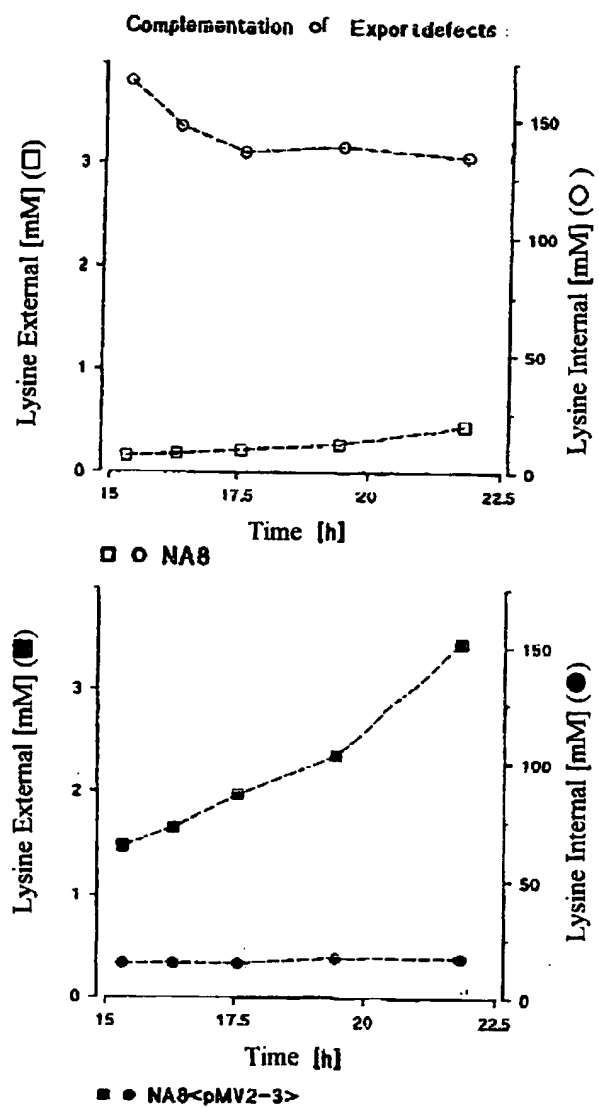 Complementation of Exportdefects :
Lysine External [mM] (□)
3
2
1
0
150
100
50
0
Lysine Internal [mM] (○)
15 17.5 20 22.5
Time [h]
□ ○ NA8
Lysine External [mM] (■)
3
2
1
0
150
100
50
0
Lysine Internal [mM] (●)
15 17.5 20 22.5
Time [h]
■ ● NA8<pMV2-3>